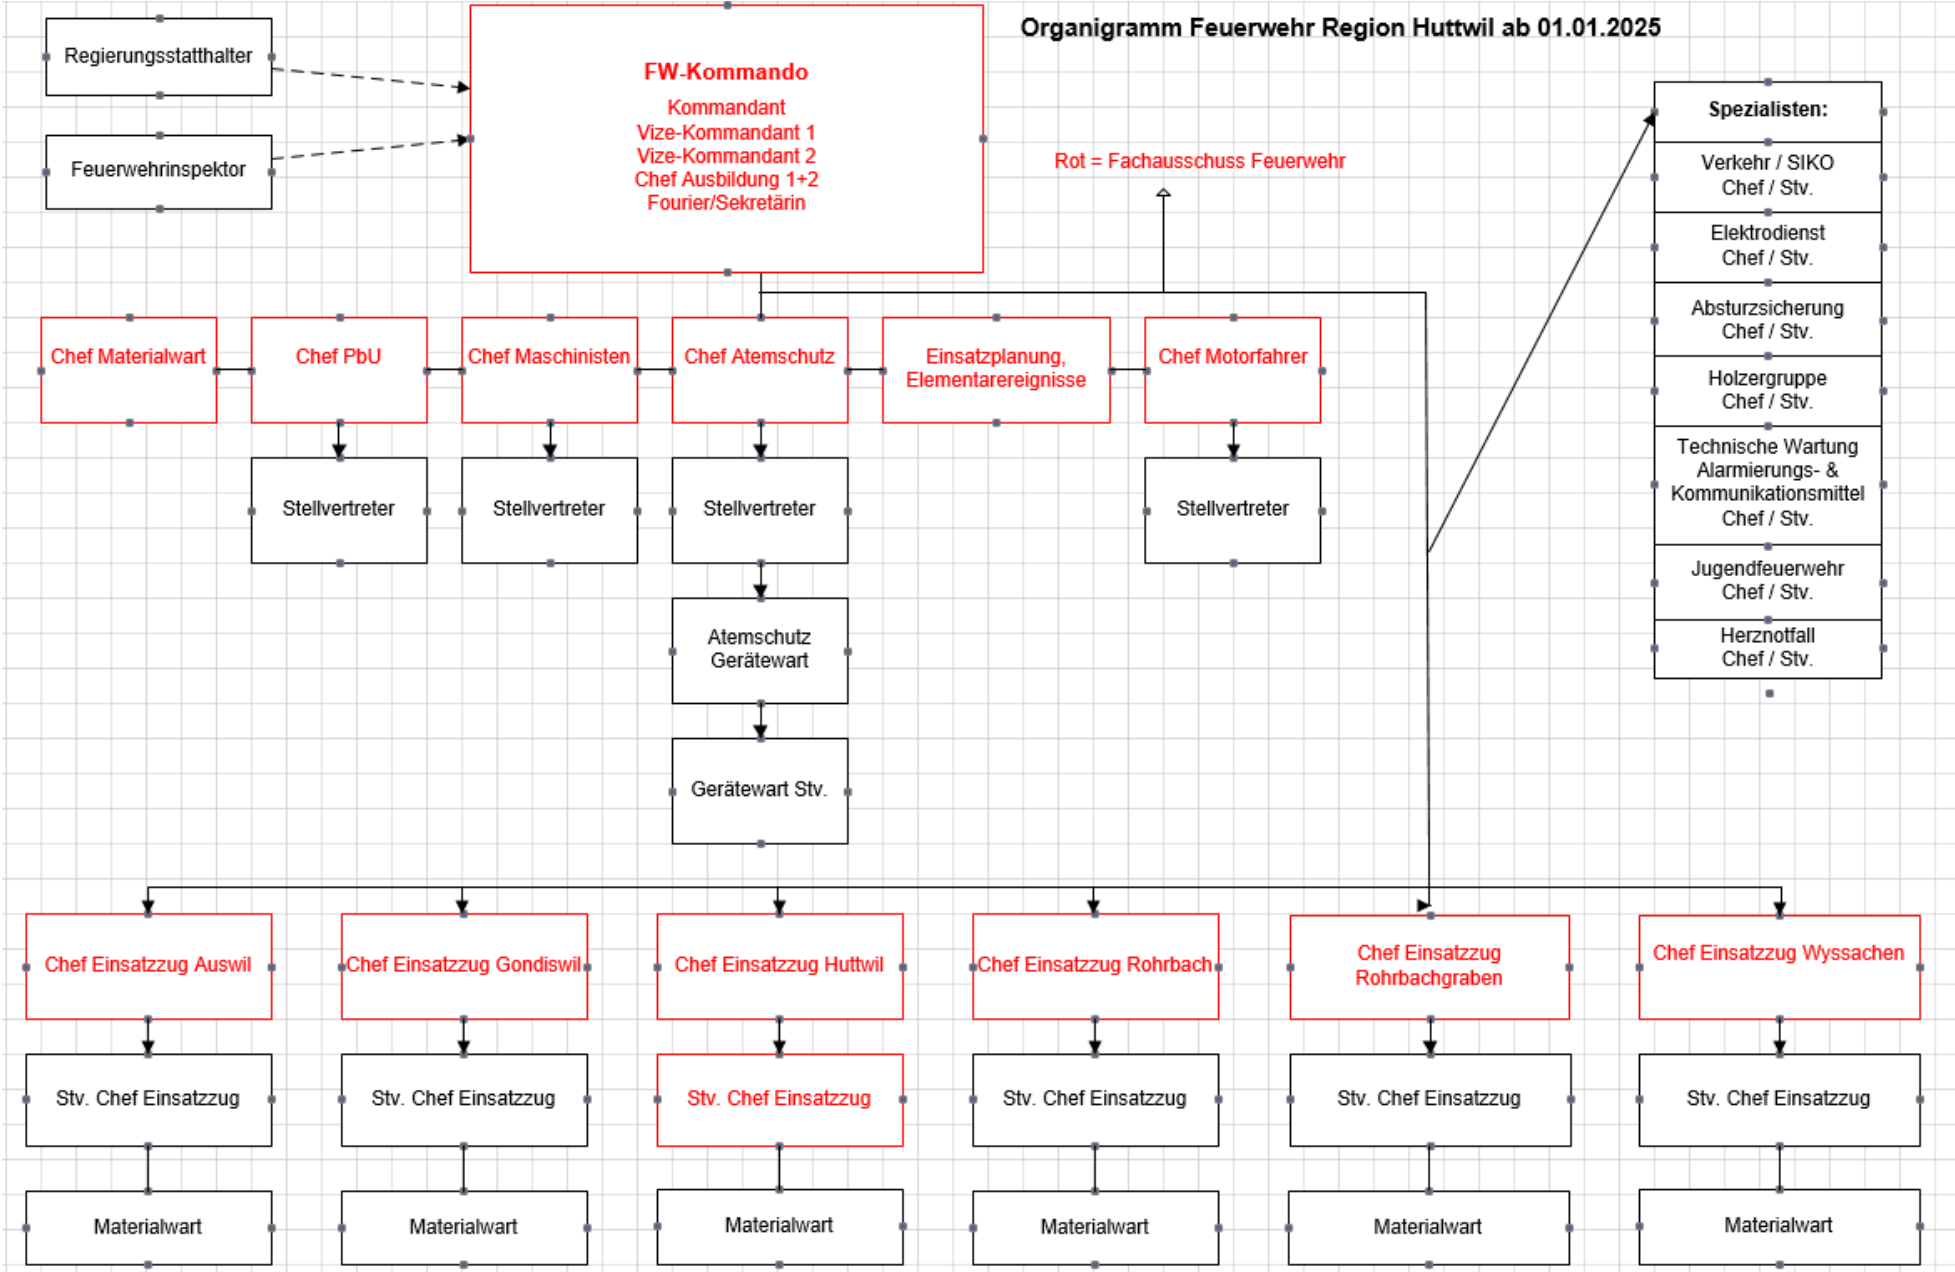 Organigramm Feuerwehr Region Huttwil ab 01.01.2025
Regierungsstatthalter
Feuerwehrinspektor
FW-Kommando
Kommandant
Vize-Kommandant 1
Vize-Kommandant 2
Chef Ausbildung 1+2
Fourier/Sekretärin
Rot = Fachausschuss Feuerwehr
Spezialisten:
Verkehr / SIKO
Chef / Stv.
Elektrodienst
Chef / Stv.
Absturzsicherung
Chef / Stv.
Holzergruppe
Chef / Stv.
Technische Wartung
Alarmierungs- &
Kommunikationsmittel
Chef / Stv.
Jugendfeuerwehr
Chef / Stv.
Herznotfall
Chef / Stv.
Chef Materialwart
Chef PbU
Chef Maschinisten
Chef Atemschutz
Einsatzplanung,
Elementarereignisse
Chef Motorfahrer
Stellvertreter
Stellvertreter
Stellvertreter
Stellvertreter
Atemschutz
Gerätewart
Gerätewart Stv.
Chef Einsatzzug Auswil
Chef Einsatzzug Gondiswil
Chef Einsatzzug Huttwil
Chef Einsatzzug Rohrbach
Chef Einsatzzug
Rohrbachgraben
Chef Einsatzzug Wyssachen
Stv. Chef Einsatzzug
Stv. Chef Einsatzzug
Stv. Chef Einsatzzug
Stv. Chef Einsatzzug
Stv. Chef Einsatzzug
Stv. Chef Einsatzzug
Materialwart
Materialwart
Materialwart
Materialwart
Materialwart
Materialwart